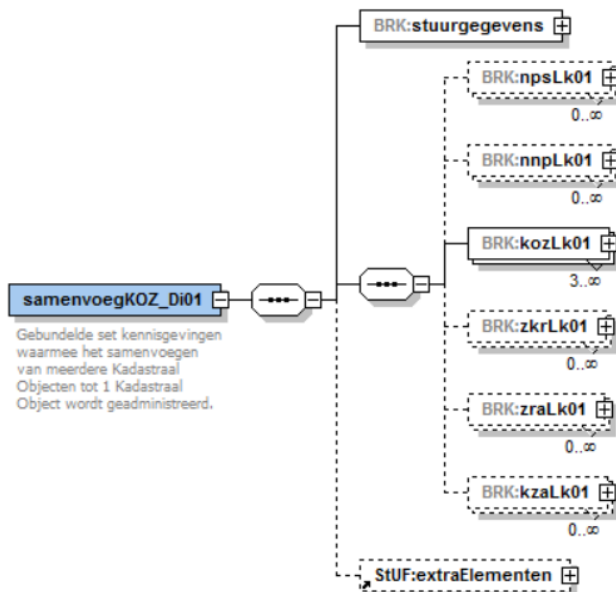 BRK:stuurgegevens
BRK:npsLk01
0..∞
BRK:nnpLk01
0..∞
BRK:kozLk01
3..∞
samenvoegKOZ_Di01
Gebundelde set kennisgevingen
waarmee het samenvoegen
van meerdere Kadastraal
Objecten tot 1 Kadastraal
Object wordt geadministreerd.
BRK:zkrLk01
0..∞
BRK:zraLk01
0..∞
BRK:kzaLk01
0..∞
StUF:extraElementen